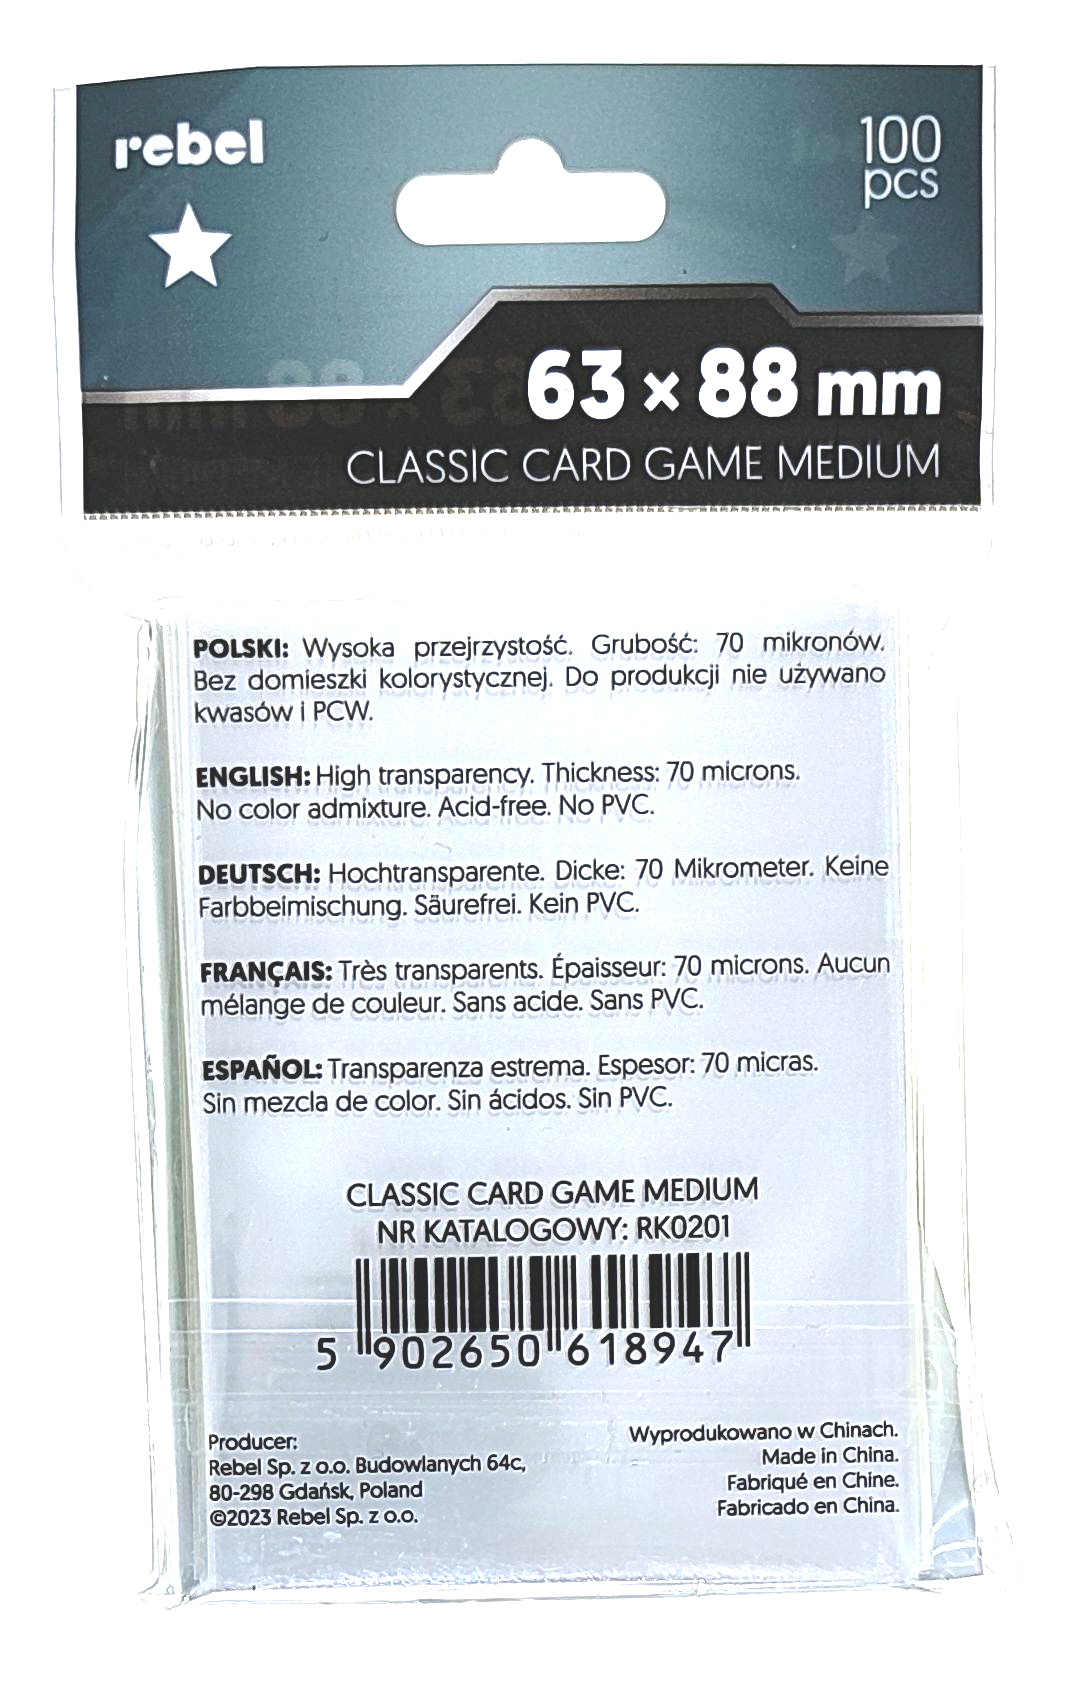 rebel
100
pcs
63 × 88 mm
CLASSIC CARD GAME MEDIUM
POLSKI: Wysoka przejrzystość. Grubość: 70 mikronów.
Bez domieszki kolorystycznej. Do produkcji nie używano
kwasów i PCW.
ENGLISH: High transparency. Thickness: 70 microns.
No color admixture. Acid-free. No PVC.
DEUTSCH: Hochtransparente. Dicke: 70 Mikrometer. Keine
Farbbeimischung. Säurefrei. Kein PVC.
FRANÇAIS: Très transparents. Épaisseur: 70 microns. Aucun
mélange de couleur. Sans acide. Sans PVC.
ESPAÑOL: Transparenza estrema. Espesor: 70 micras.
Sin mezcla de color. Sin ácidos. Sin PVC.
CLASSIC CARD GAME MEDIUM
NR KATALOGOWY: RK0201
5 902650 618947
Producer:
Rebel Sp. z o.o. Budowlanych 64c,
80-298 Gdańsk, Poland
©2023 Rebel Sp. z o.o.
Wyprodukowano w Chinach.
Made in China.
Fabriqué en Chine.
Fabricado en China.